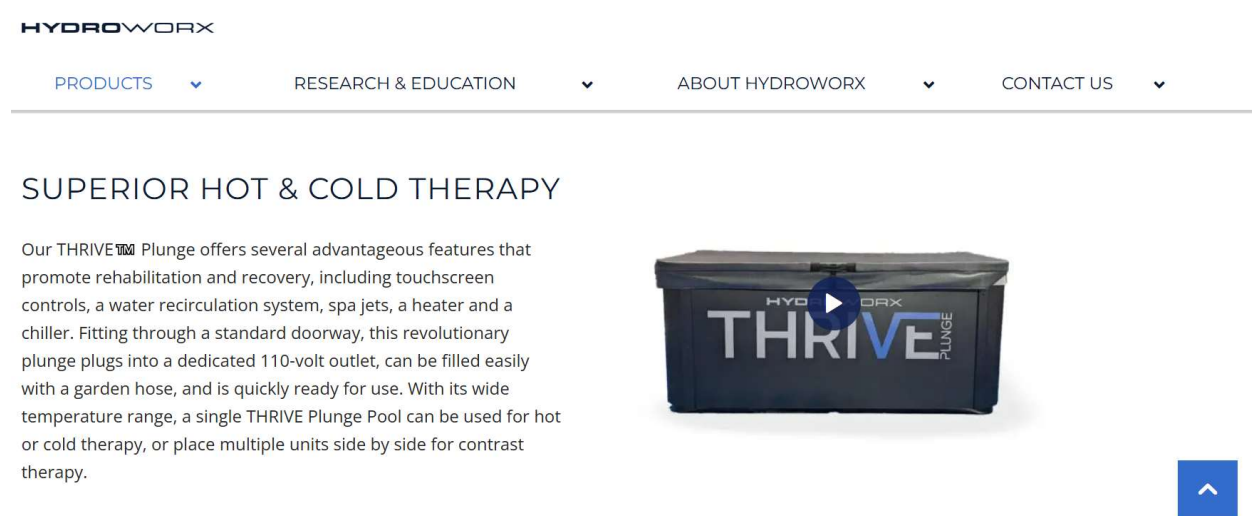 HYDROWORX
PRODUCTS
RESEARCH & EDUCATION
ABOUT HYDROWORX
CONTACT US
SUPERIOR HOT & COLD THERAPY
Our THRIVE™ Plunge offers several advantageous features that
promote rehabilitation and recovery, including touchscreen
controls, a water recirculation system, spa jets, a heater and a
chiller. Fitting through a standard doorway, this revolutionary
plunge plugs into a dedicated 110-volt outlet, can be filled easily
with a garden hose, and is quickly ready for use. With its wide
temperature range, a single THRIVE Plunge Pool can be used for hot
or cold therapy, or place multiple units side by side for contrast
therapy.
HYDROWORX
THRIVE
PLUNGE